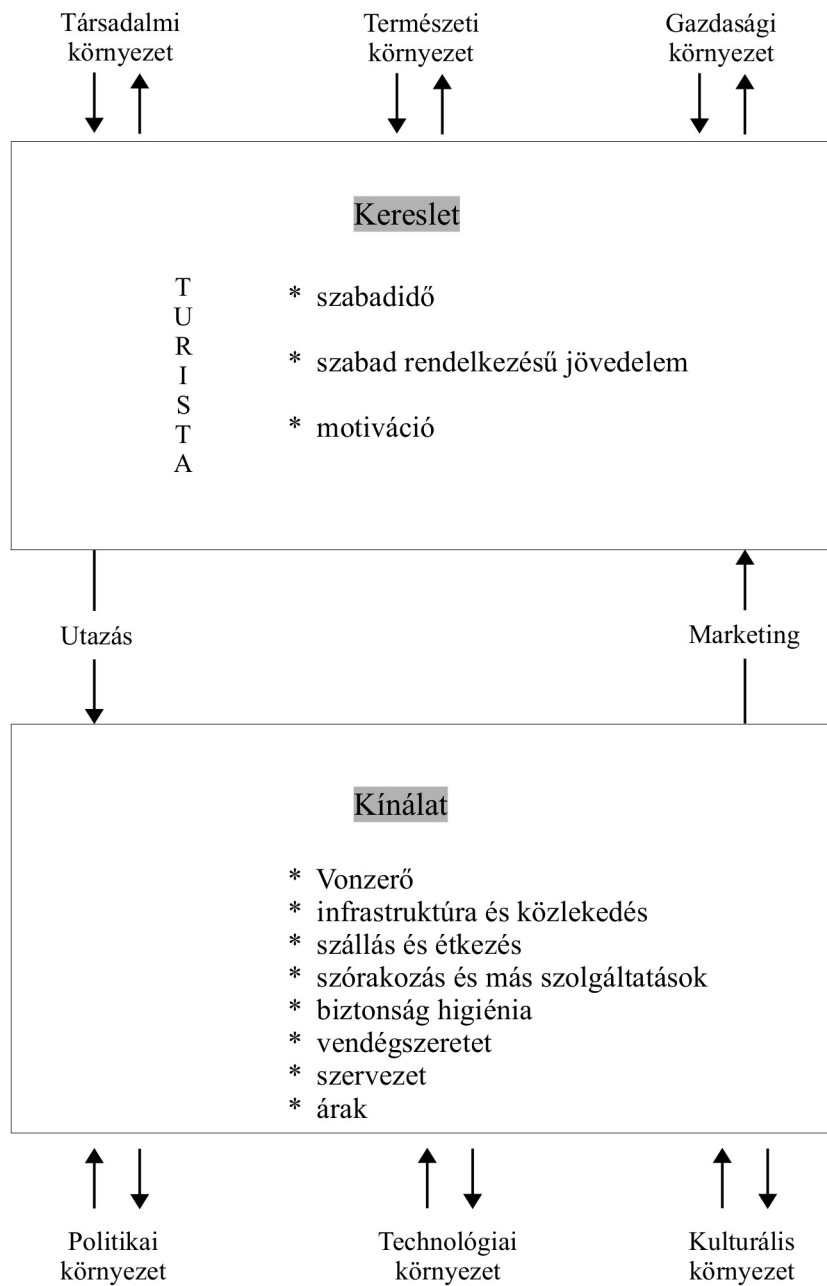 Társadalmi
környezet
Természeti
környezet
Gazdasági
környezet
Kereslet
T
U
R
I
S
T
A
* szabadidő
* szabad rendelkezésű jövedelem
* motiváció
Utazás
Marketing
Kínálat
* Vonzerő
* infrastruktúra és közlekedés
* szállás és étkezés
* szórakozás és más szolgáltatások
* biztonság higiénia
* vendégszeretet
* szervezet
* árak
Politikai
környezet
Technológiai
környezet
Kulturális
környezet